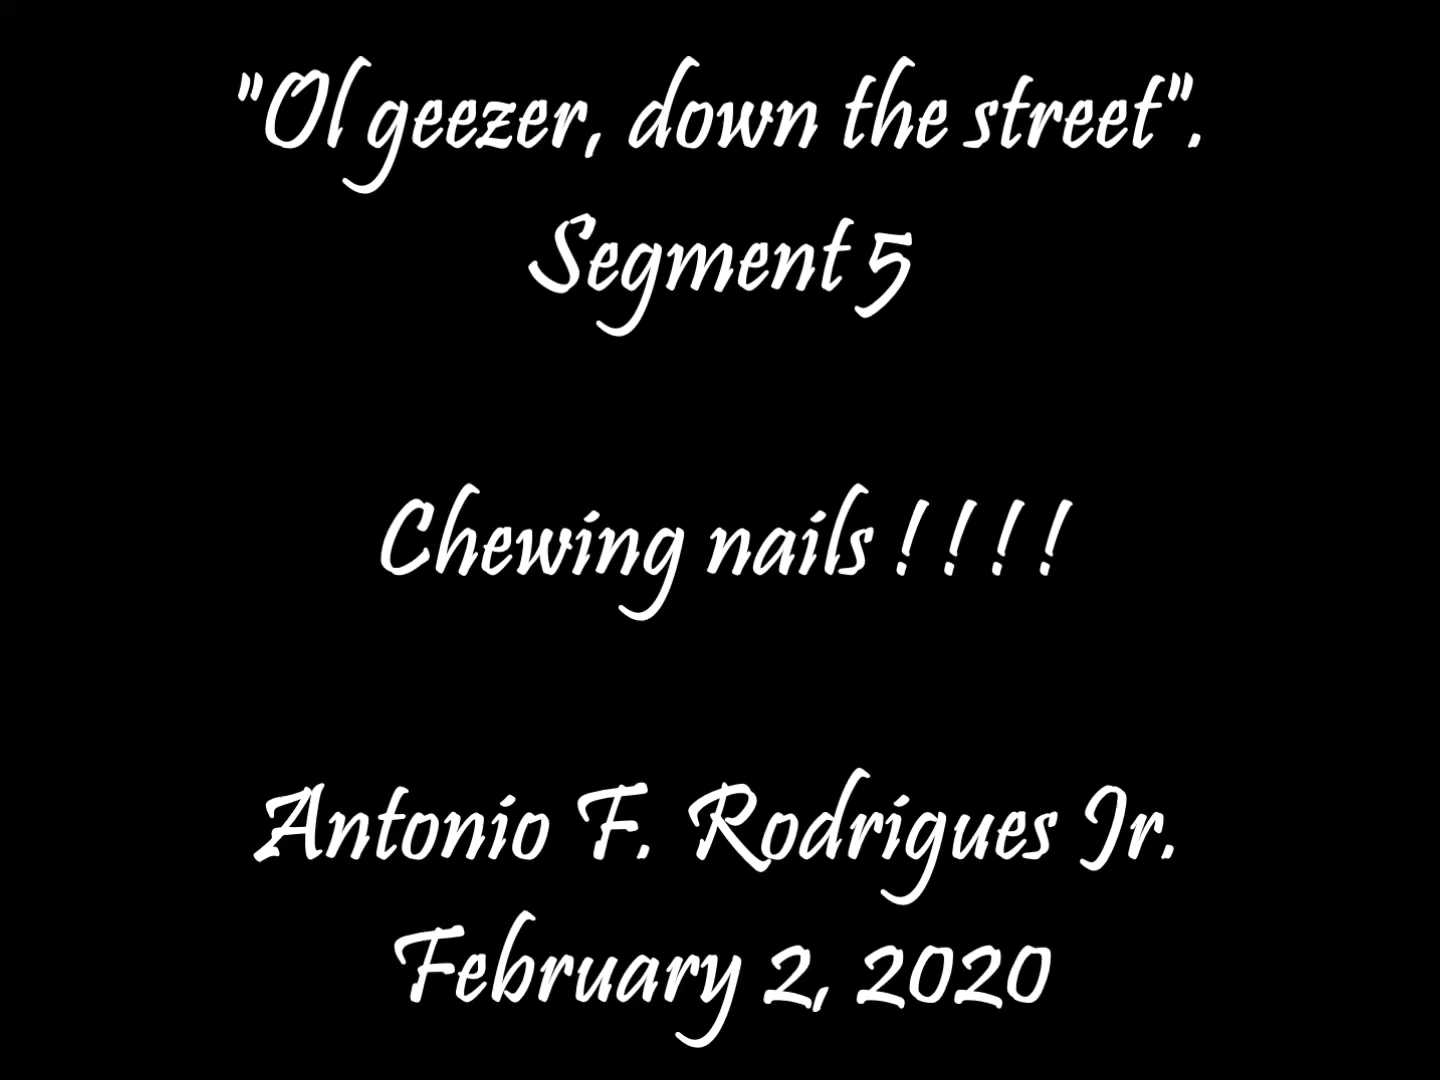 "Ol geezer, down the street".
Segment 5
Chewing nails ! ! ! !
Antonio F. Rodrigues Jr.
February 2, 2020